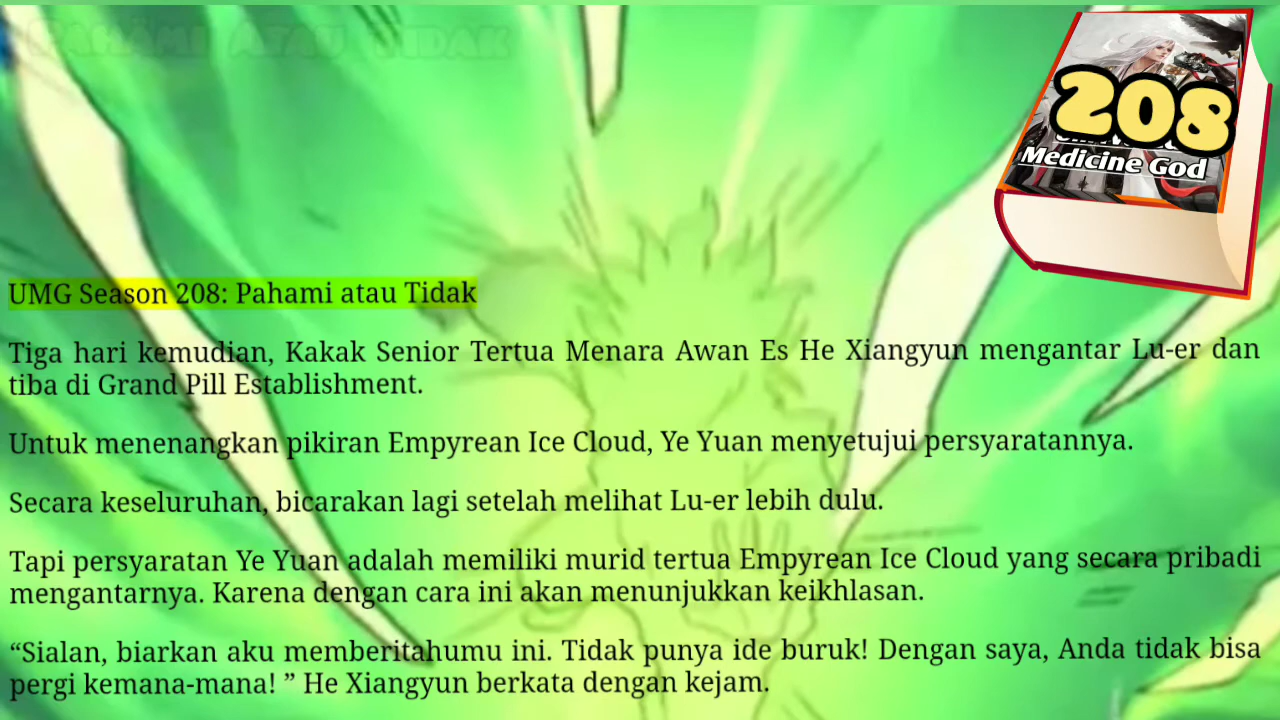 PAHAMI ATAU TIDAK
208
Medicine God
UMG Season 208: Pahami atau Tidak
Tiga hari kemudian, Kakak Senior Tertua Menara Awan Es He Xiangyun mengantar Lu-er dan
tiba di Grand Pill Establishment.
Untuk menenangkan pikiran Empyrean Ice Cloud, Ye Yuan menyetujui persyaratannya.
Secara keseluruhan, bicarakan lagi setelah melihat Lu-er lebih dulu.
Tapi persyaratan Ye Yuan adalah memiliki murid tertua Empyrean Ice Cloud yang secara pribadi
mengantarnya. Karena dengan cara ini akan menunjukkan keikhlasan.
“Sialan, biarkan aku memberitahumu ini. Tidak punya ide buruk! Dengan saya, Anda tidak bisa
pergi kemana-mana! ” He Xiangyun berkata dengan kejam.